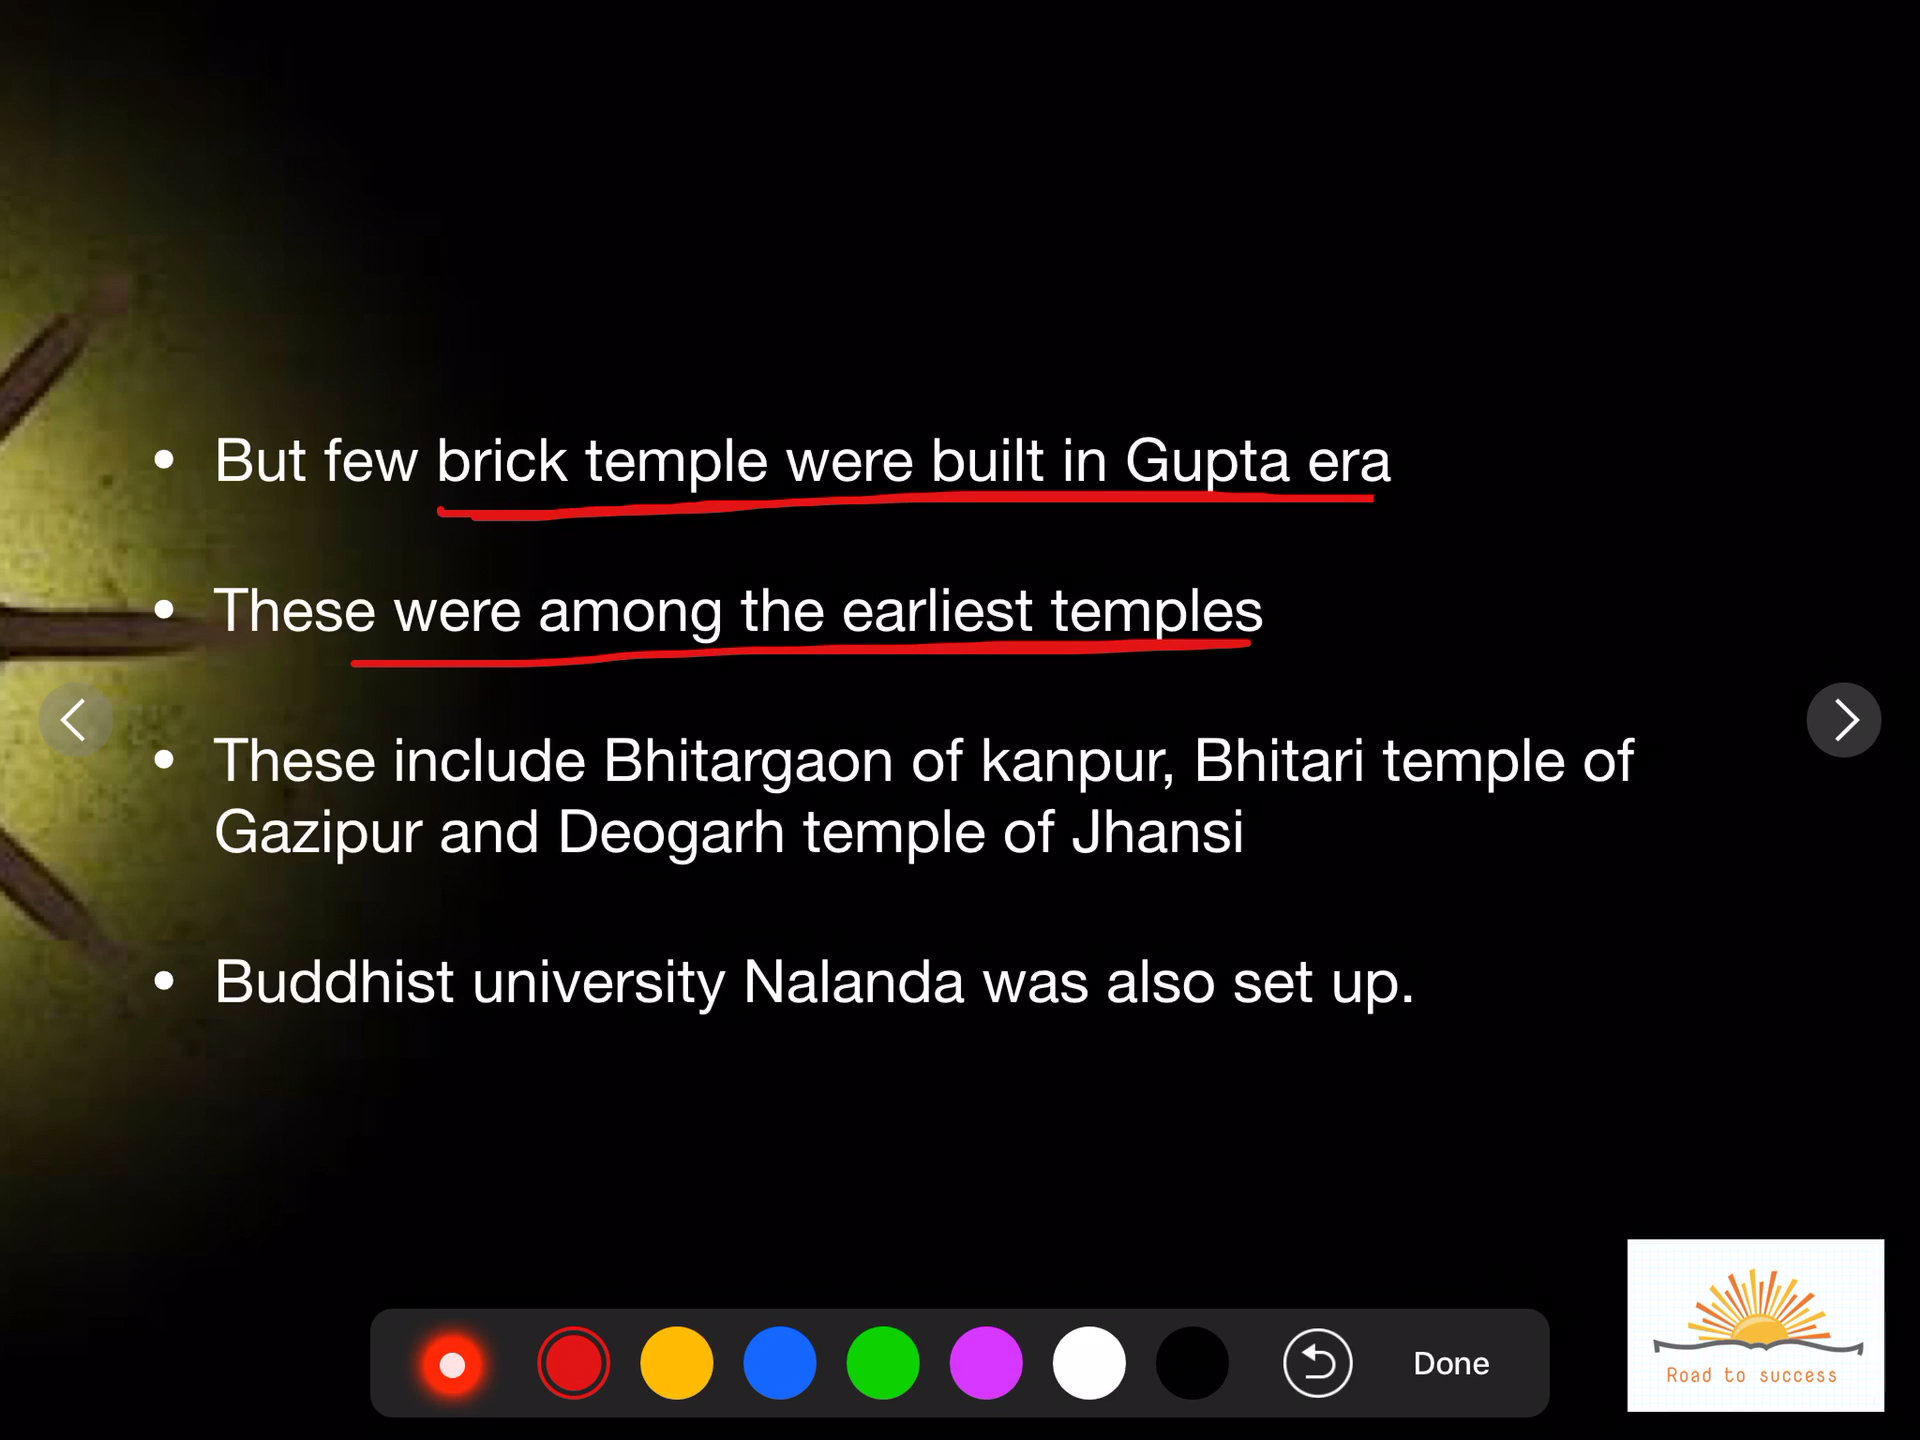 • But few brick temple were built in Gupta era
• These were among the earliest temples
• These include Bhitargaon of kanpur, Bhitari temple of
Gazipur and Deogarh temple of Jhansi
• Buddhist university Nalanda was also set up.
Done
Road to success